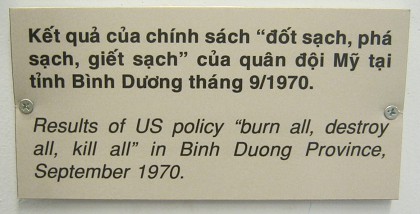 Kết quả của chính sách “đốt sạch, phá
sạch, giết sạch” của quân đội Mỹ tại
tỉnh Bình Dương tháng 9/1970.
Results of US policy “burn all, destroy
all, kill all” in Binh Duong Province,
September 1970.